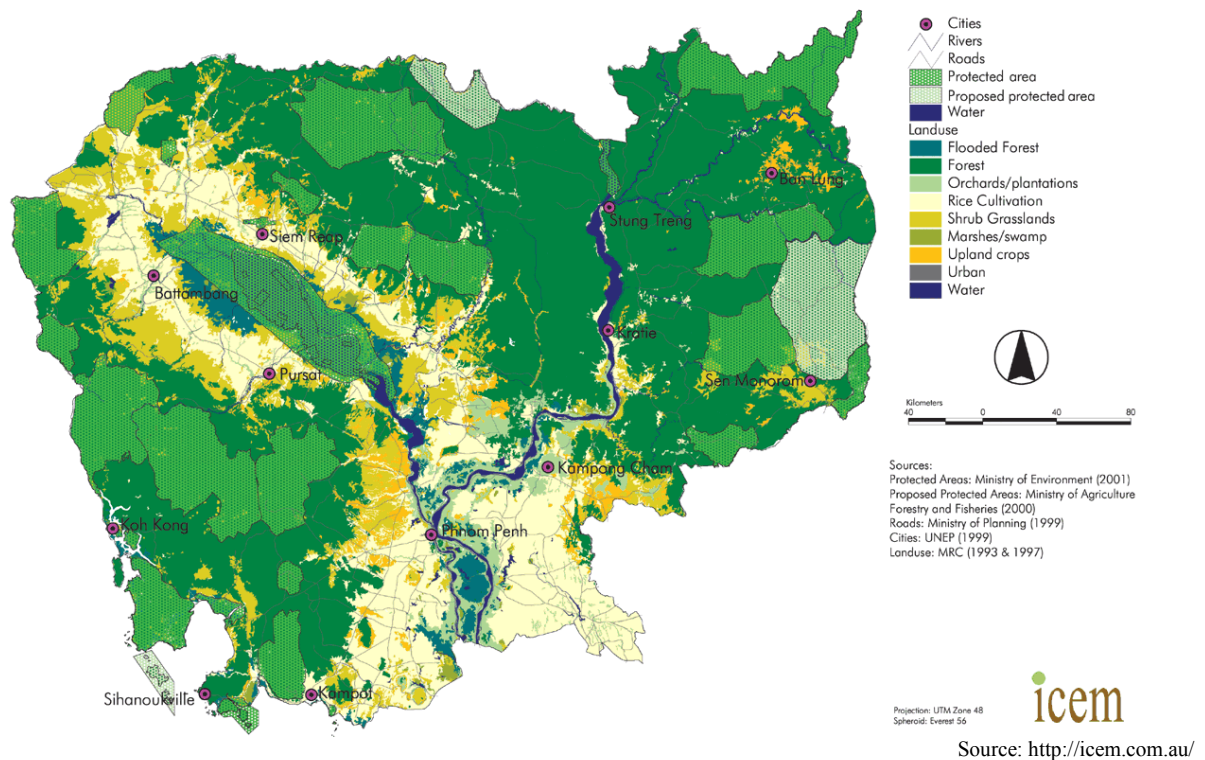 Cities
Rivers
Roads
Protected area
Proposed protected area
Water
Landuse
Flooded Forest
Forest
Orchards/plantations
Rice Cultivation
Shrub Grasslands
Marshes/swamp
Upland crops
Urban
Water
Ban Lung
Stung Treng
Siem Reap
Battambang
Kratie
Pursat
Sen Monorom
Kampong Cham
Koh Kong
Phnom Penh
Sihanoukville
Kampot
Kilometers
40 0 40 80
Sources:
Protected Areas: Ministry of Environment (2001)
Proposed Protected Areas: Ministry of Agriculture
Forestry and Fisheries (2000)
Roads: Ministry of Planning (1999)
Cities: UNEP (1999)
Landuse: MRC (1993 & 1997)
icem
Projection: UTM Zone 48
Spheroid: Everest 56
Source: http://icem.com.au/